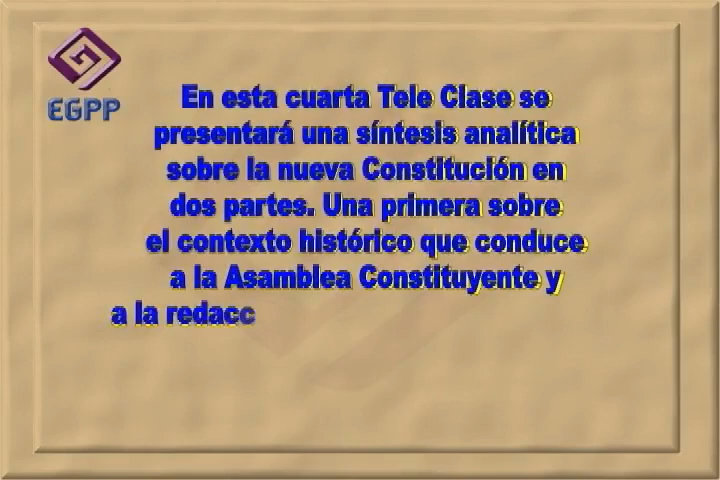 EGPP
En esta cuarta Tele Clase se
presentará una síntesis analítica
sobre la nueva Constitución en
dos partes. Una primera sobre
el contexto histórico que conduce
a la Asamblea Constituyente y
a la redacc